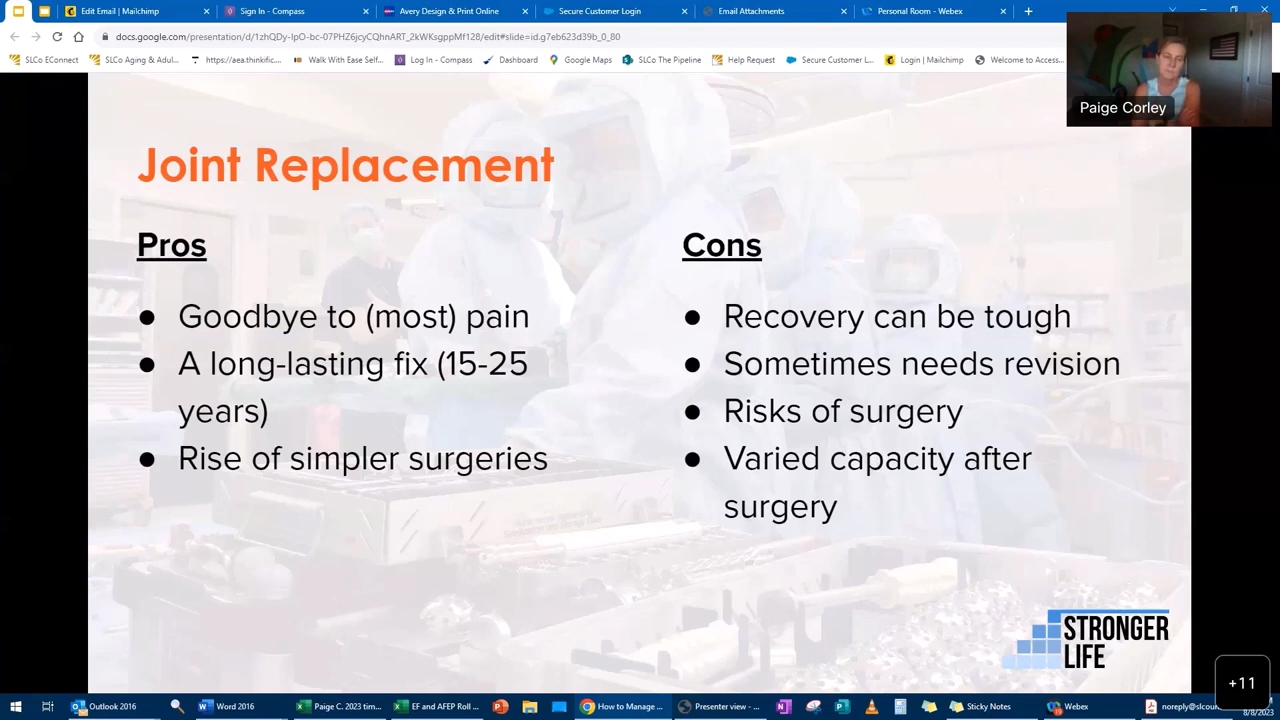 Edit Email | Mailchimp
Sign In - Compass
Avery Design & Print Online
Secure Customer Login
Email Attachments
Personal Room - Webex
docs.google.com/presentation/d/1zhQDy-IpO-bc-07PHZ6jcyCQhnART_2kWKsgppMf128/edit#slide=id.g7eb623d39b_0_80
SLCo EConnect
SLCo Aging & Adul...
https://aea.thinkific....
Walk With Ease Self...
Log In - Compass
Dashboard
Google Maps
SLCo The Pipeline
Help Request
Secure Customer L...
Login | Mailchimp
Welcome to Access...
Paige Corley
Joint Replacement
Pros
● Goodbye to (most) pain
● A long-lasting fix (15-25
years)
● Rise of simpler surgeries
Cons
● Recovery can be tough
● Sometimes needs revision
● Risks of surgery
● Varied capacity after
surgery
STRONGER
LIFE
+11
Outlook 2016
Word 2016
Paige C. 2023 tim...
EF and AFEP Roll ...
How to Manage ...
Presenter view - ...
Sticky Notes
Webex
noreply@slcour...
8/8/2023